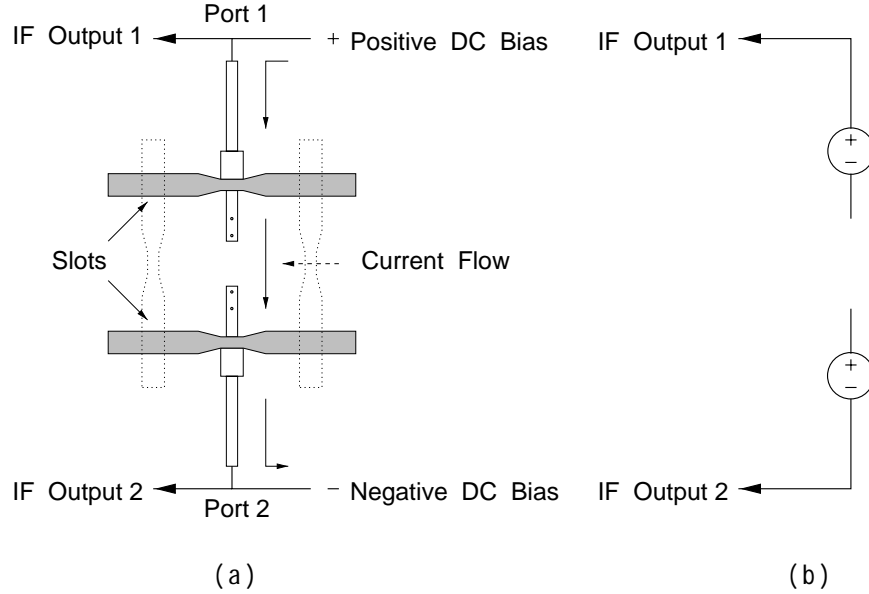 Port 1
IF Output 1
+ Positive DC Bias
IF Output 1
+
−
Slots
Current Flow
+
−
IF Output 2
− Negative DC Bias
IF Output 2
Port 2
(a)
(b)